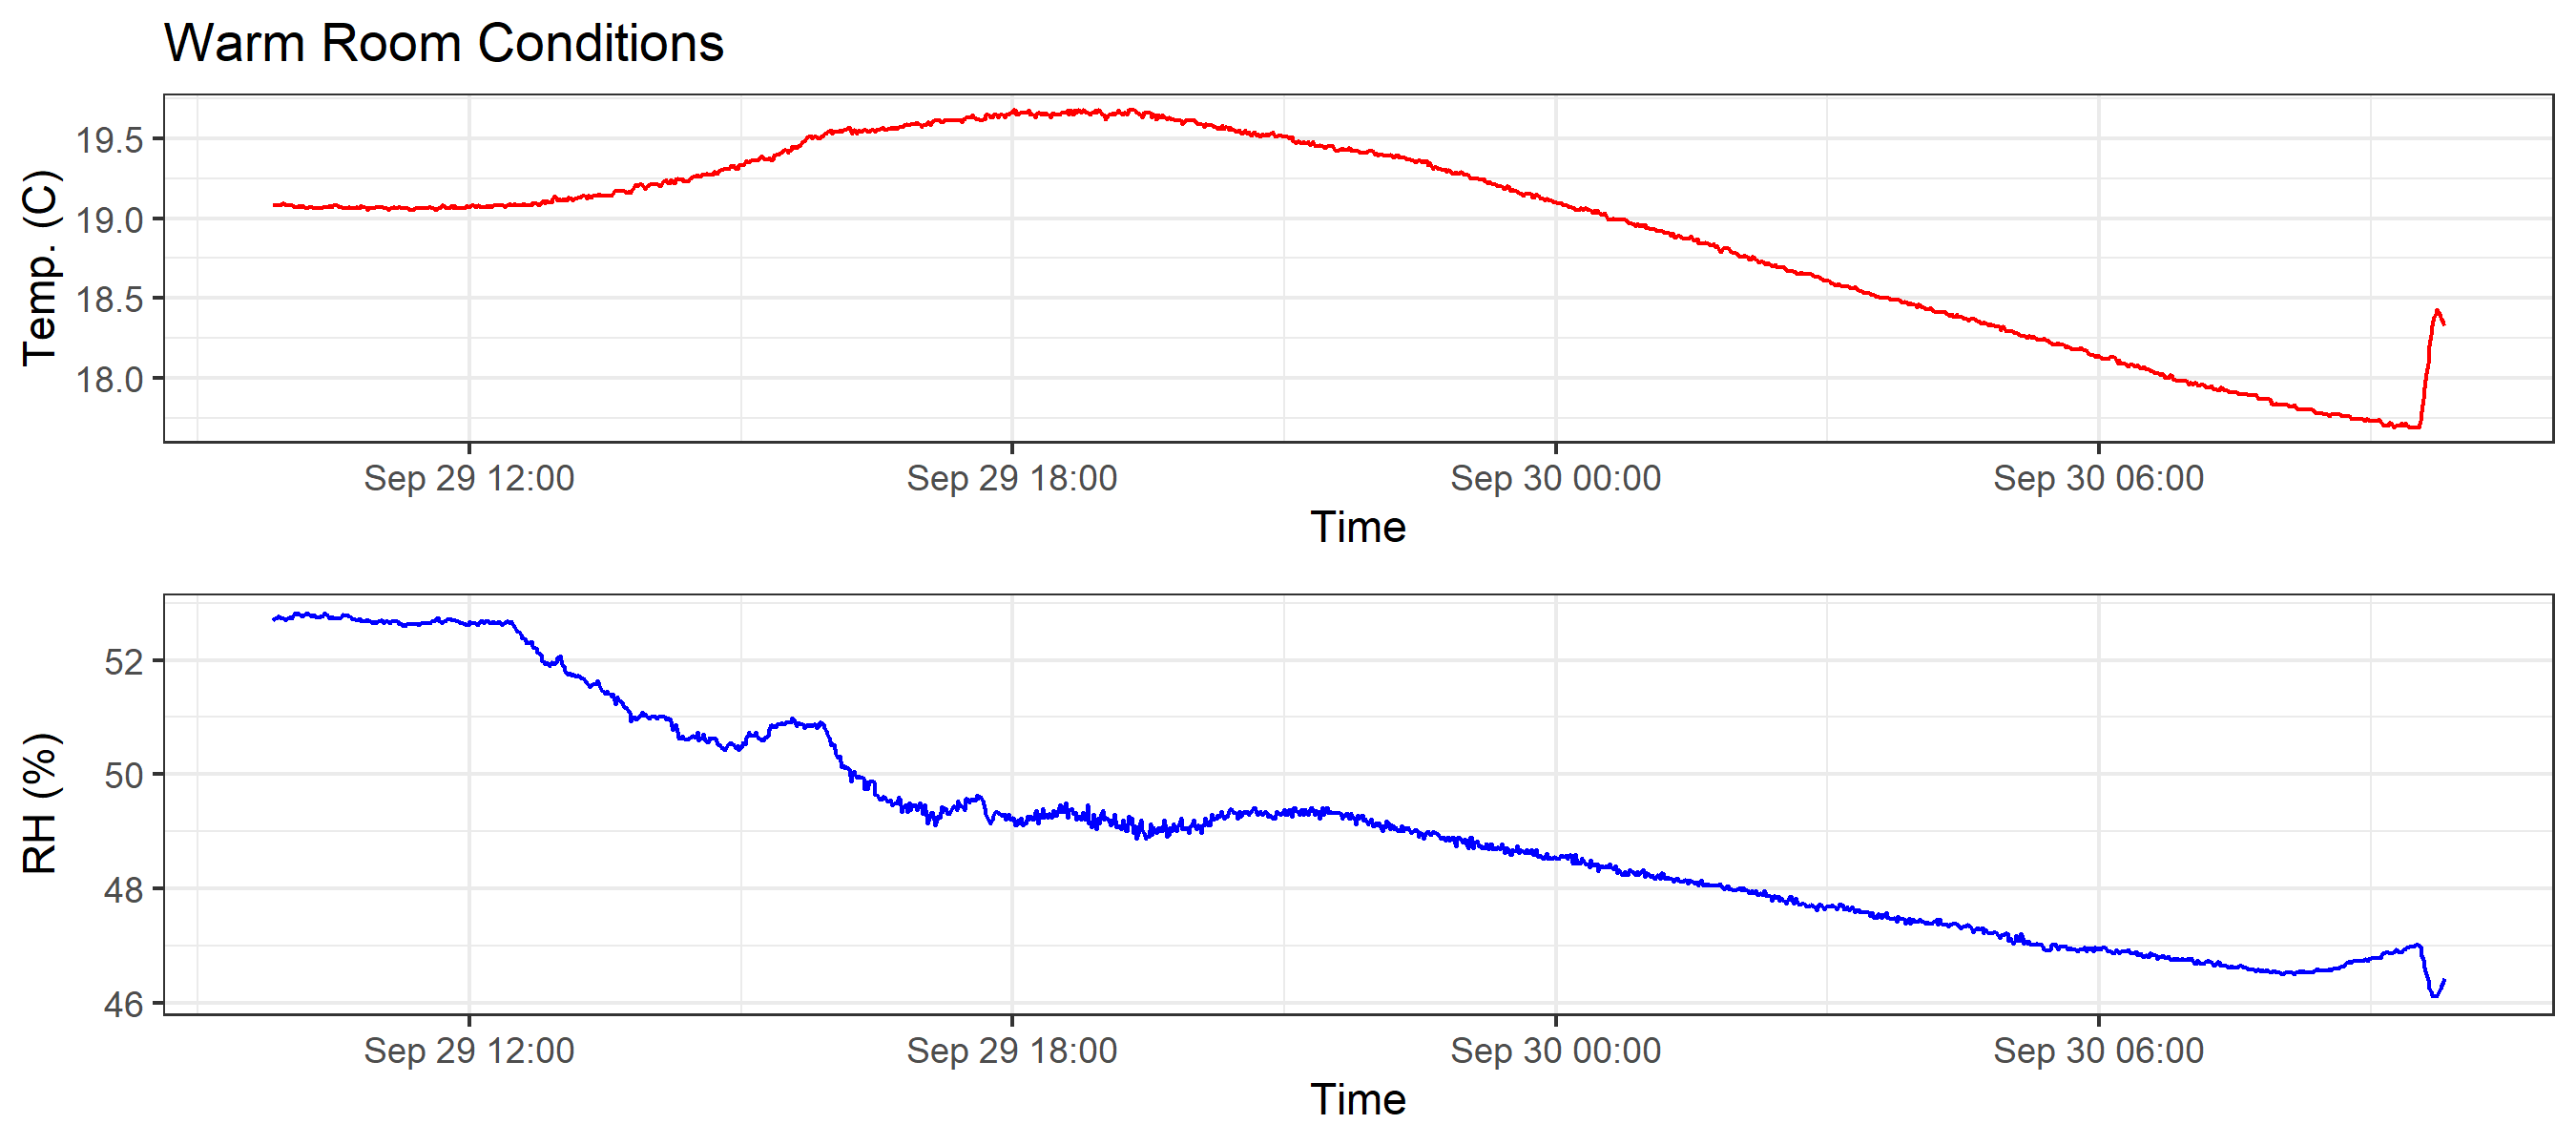 Warm Room Conditions
Temp. (C)
19.5
19.0
18.5
18.0
Sep 29 12:00 Sep 29 18:00 Sep 30 00:00 Sep 30 06:00
Time
RH (%)
52
50
48
46
Sep 29 12:00 Sep 29 18:00 Sep 30 00:00 Sep 30 06:00
Time